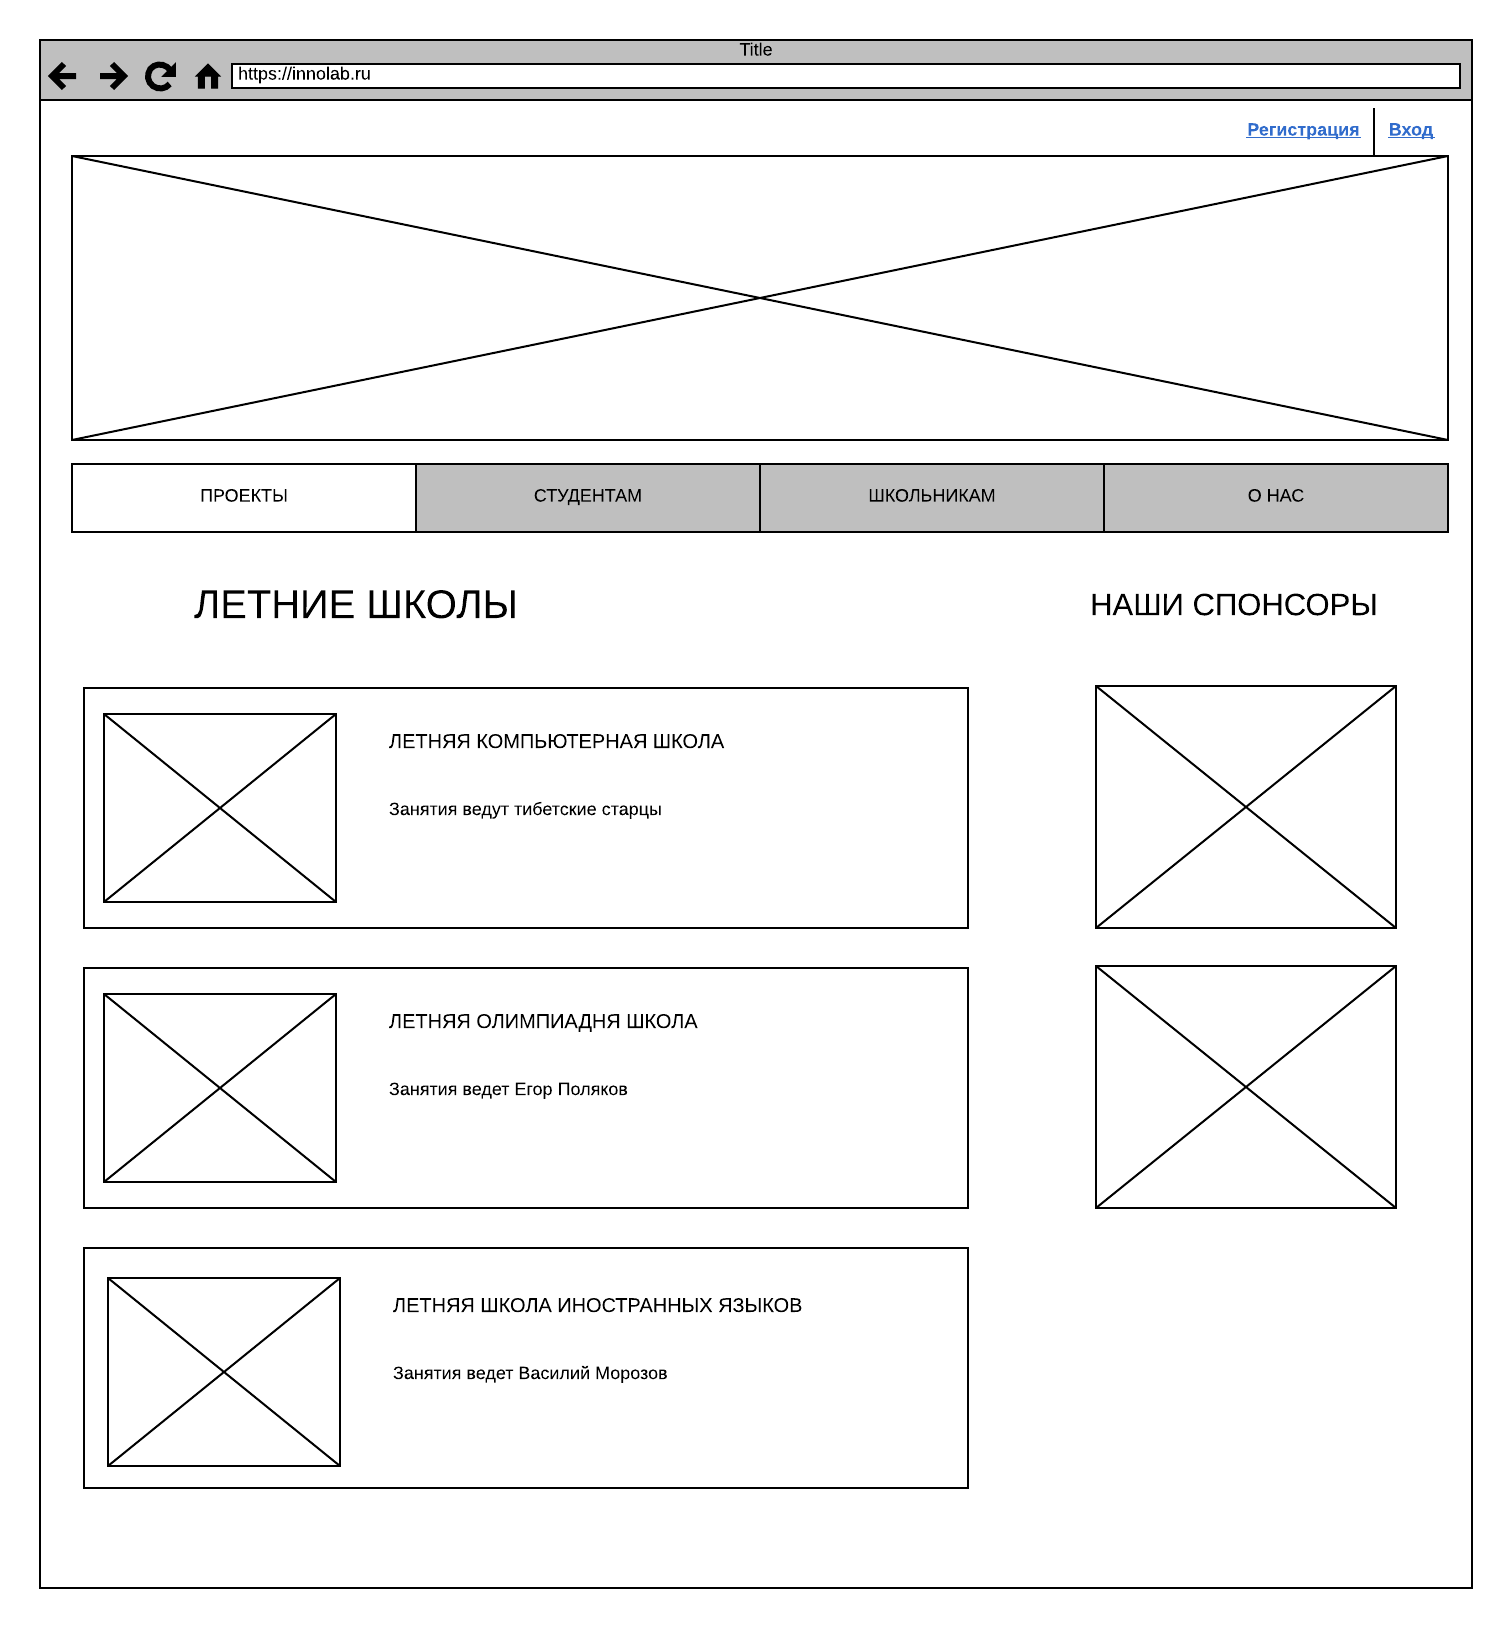 Title
https://innolab.ru
Регистрация
Вход
ПРОЕКТЫ
СТУДЕНТАМ
ШКОЛЬНИКАМ
О НАС
ЛЕТНИЕ ШКОЛЫ
НАШИ СПОНСОРЫ
ЛЕТНЯЯ КОМПЬЮТЕРНАЯ ШКОЛА
Занятия ведут тибетские старцы
ЛЕТНЯЯ ОЛИМПИАДНЯ ШКОЛА
Занятия ведет Егор Поляков
ЛЕТНЯЯ ШКОЛА ИНОСТРАННЫХ ЯЗЫКОВ
Занятия ведет Василий Морозов